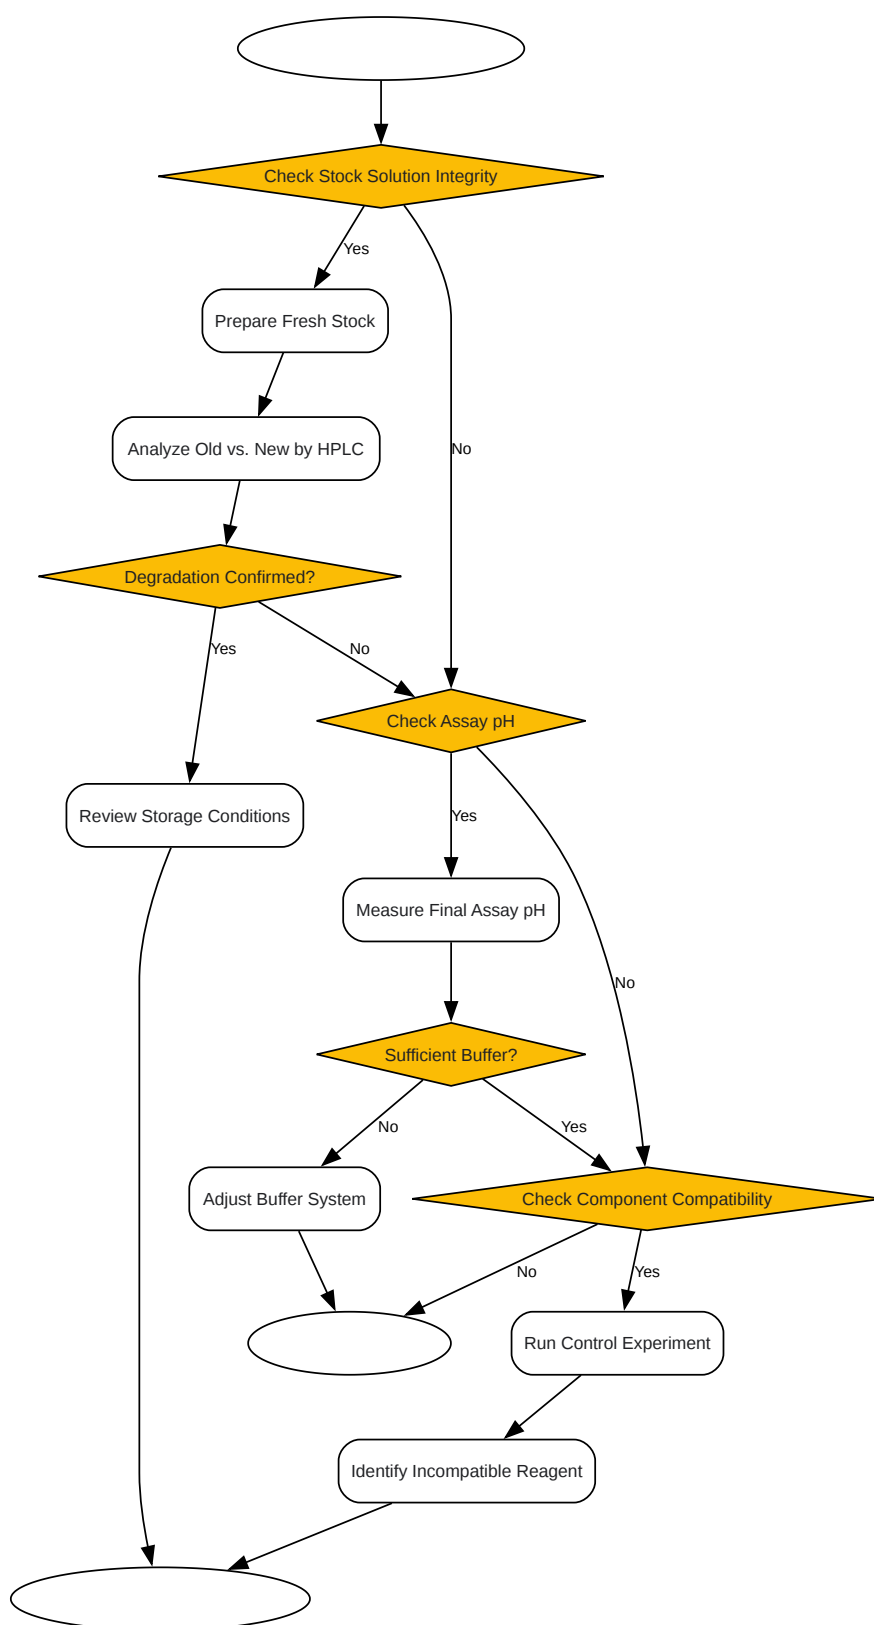 Check Stock Solution Integrity
Yes
Prepare Fresh Stock
Analyze Old vs. New by HPLC
No
Degradation Confirmed?
Yes
No
Check Assay pH
Review Storage Conditions
Yes
Measure Final Assay pH
No
Sufficient Buffer?
No
Yes
Adjust Buffer System
Check Component Compatibility
No
Yes
Run Control Experiment
Identify Incompatible Reagent